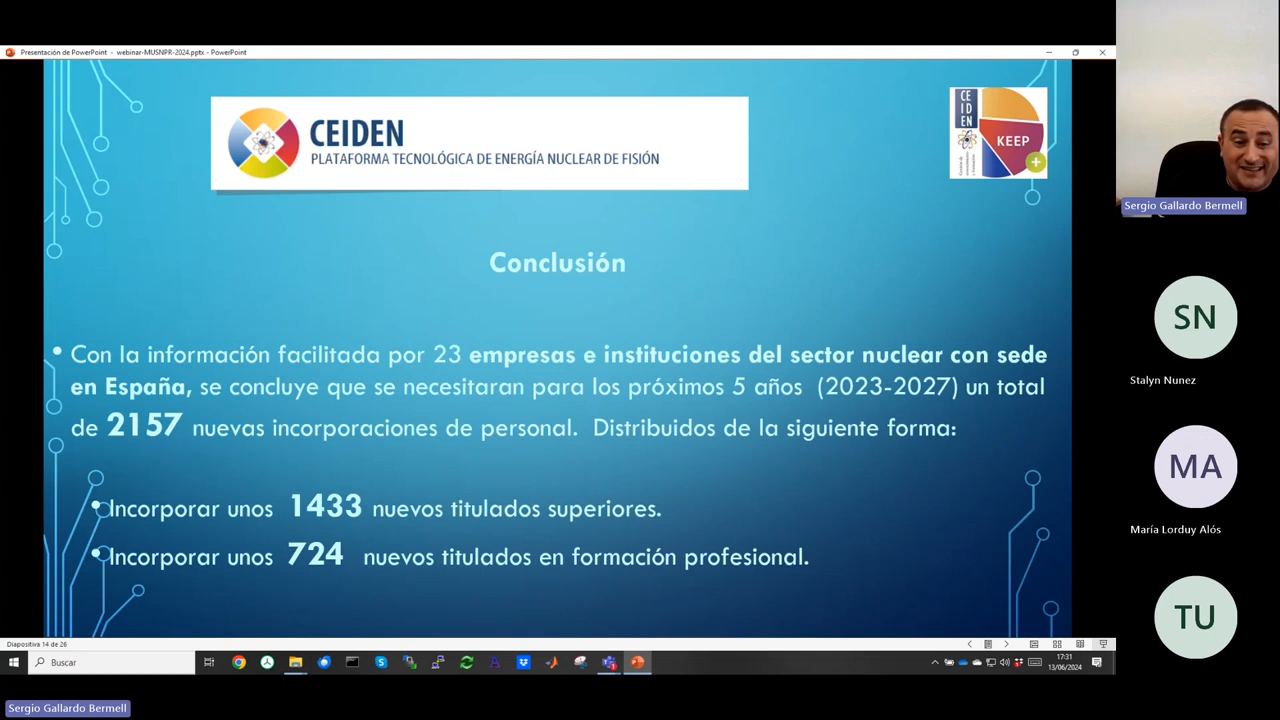 Presentación de PowerPoint - webinar-MUSNPR-2024.pptx - PowerPoint
CEIDEN
PLATAFORMA TECNOLÓGICA DE ENERGÍA NUCLEAR DE FISIÓN
CE
ID
EN
KEEP
+
Sergio Gallardo Bermell
Conclusión
• Con la información facilitada por 23 empresas e instituciones del sector nuclear con sede
en España, se concluye que se necesitaran para los próximos 5 años (2023-2027) un total
de 2157 nuevas incorporaciones de personal. Distribuidos de la siguiente forma:
• Incorporar unos 1433 nuevos titulados superiores.
• Incorporar unos 724 nuevos titulados en formación profesional.
SN
Stalyn Nunez
MA
María Lorduy Alós
TU
Diapositiva 14 de 26
Buscar
17:31
13/06/2024
Sergio Gallardo Bermell